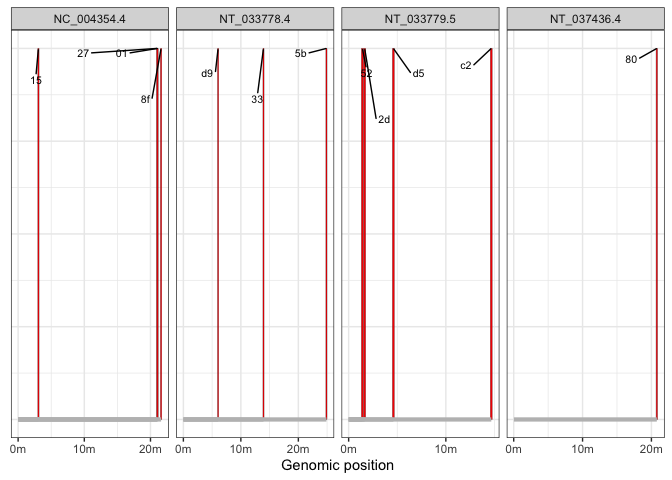 NC_004354.4 NT_033778.4 NT_033779.5 NT_037436.4
27 01 5b 80
15 d9 52 d5 c2
8f 33
2d
0m 10m 20m 0m 10m 20m 0m 10m 0m 10m 20m
Genomic position